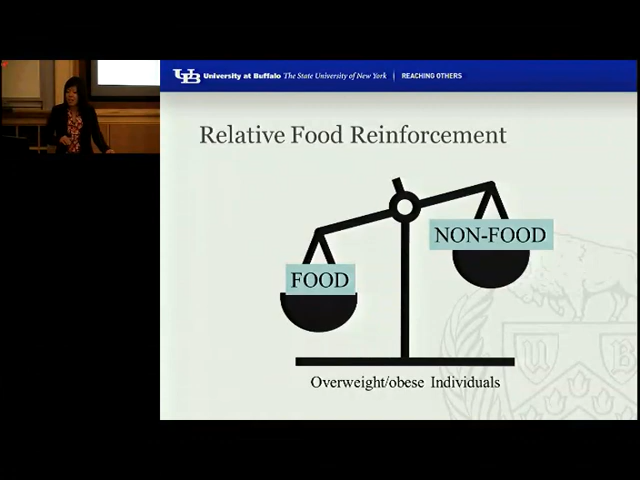 UB University at Buffalo The State University of New York | REACHING OTHERS
Relative Food Reinforcement
NON-FOOD
FOOD
U B
Overweight/obese Individuals